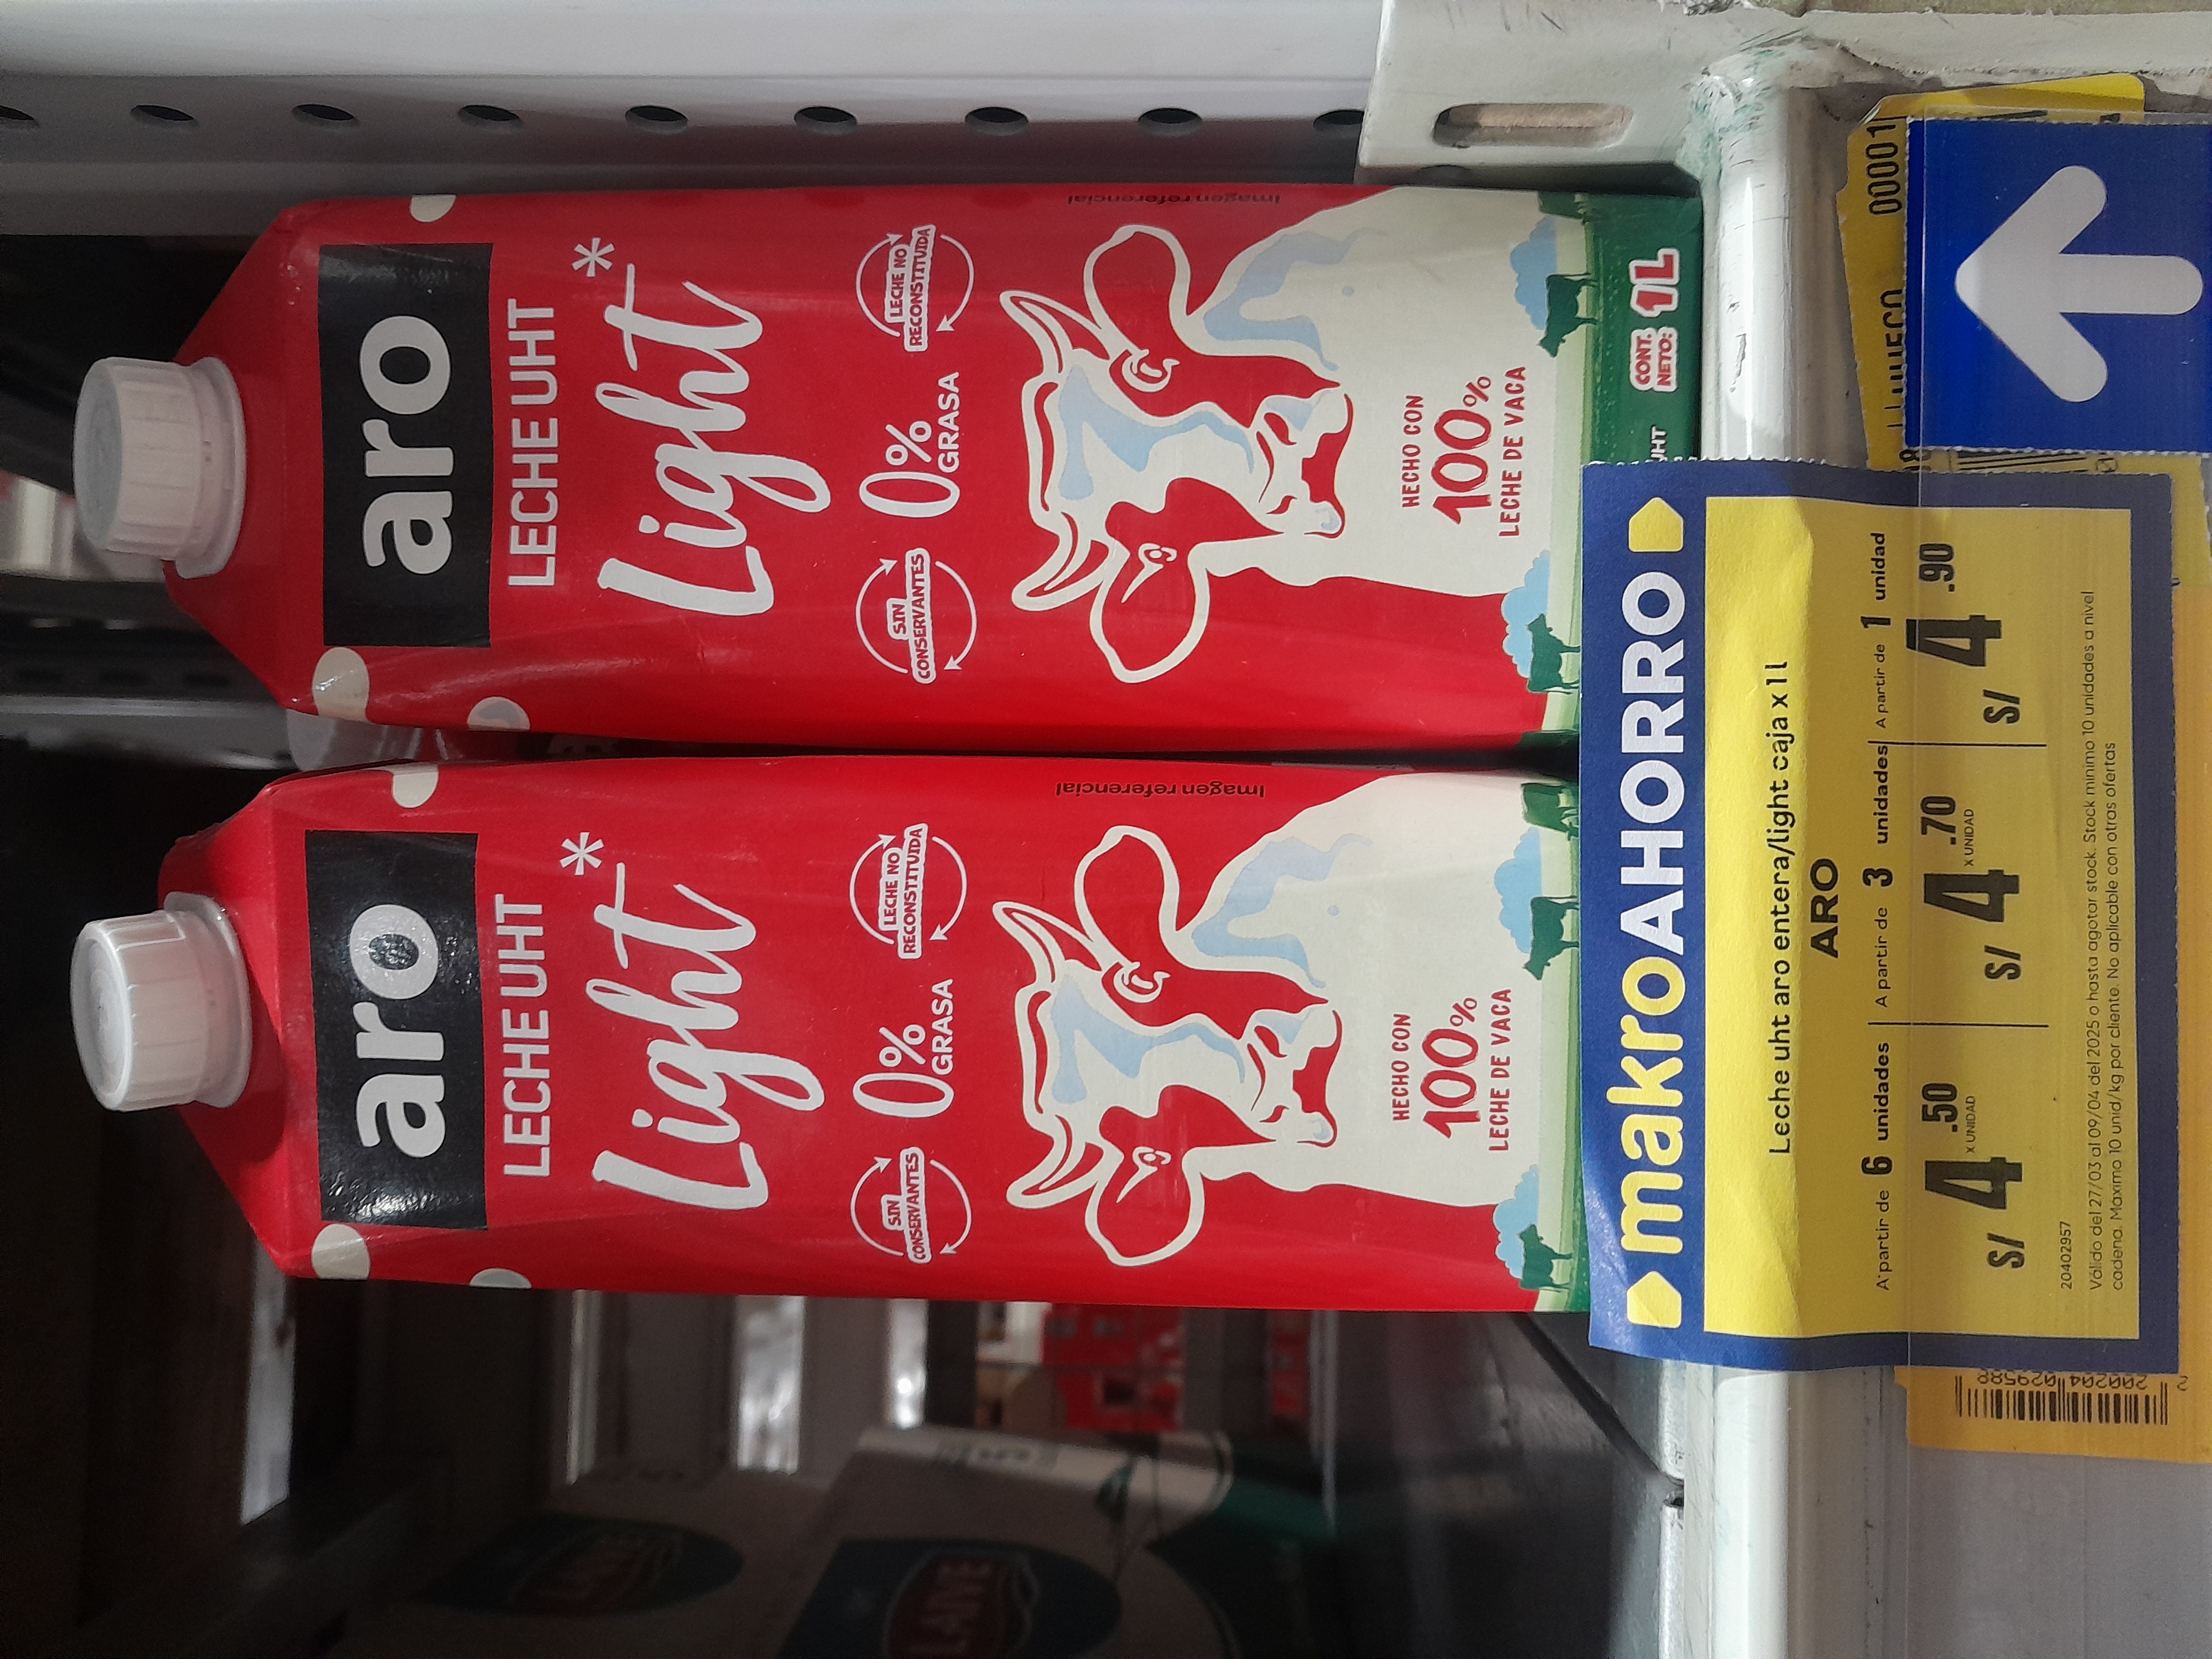 aro
LECHE UHT
Light*
SIN
CONSERVANTES
0%
GRASA
LECHE NO
RECONSTITUIDA
Imagen referencial
HECHO CON
100%
LECHE DE VACA
aro
LECHE UHT
Light*
SIN
CONSERVANTES
0%
GRASA
LECHE NO
RECONSTITUIDA
Imagen referencial
HECHO CON
100%
LECHE DE VACA
UHT
CONT.
NETO: 1L
LAIVE
makroAHORRO
Leche uht aro entera/light caja x 1 l
ARO
A partir de 6 unidades
S/ 4.50
X UNIDAD
A partir de 3 unidades
S/ 4.70
X UNIDAD
A partir de 1 unidad
S/ 4.90
20402957
Válido del 27/03 al 09/04 del 2025 o hasta agotar stock. Stock minimo 10 unidades a nivel
cadena. Máximo 10 unid/kg por cliente. No aplicable con otras ofertas
00001